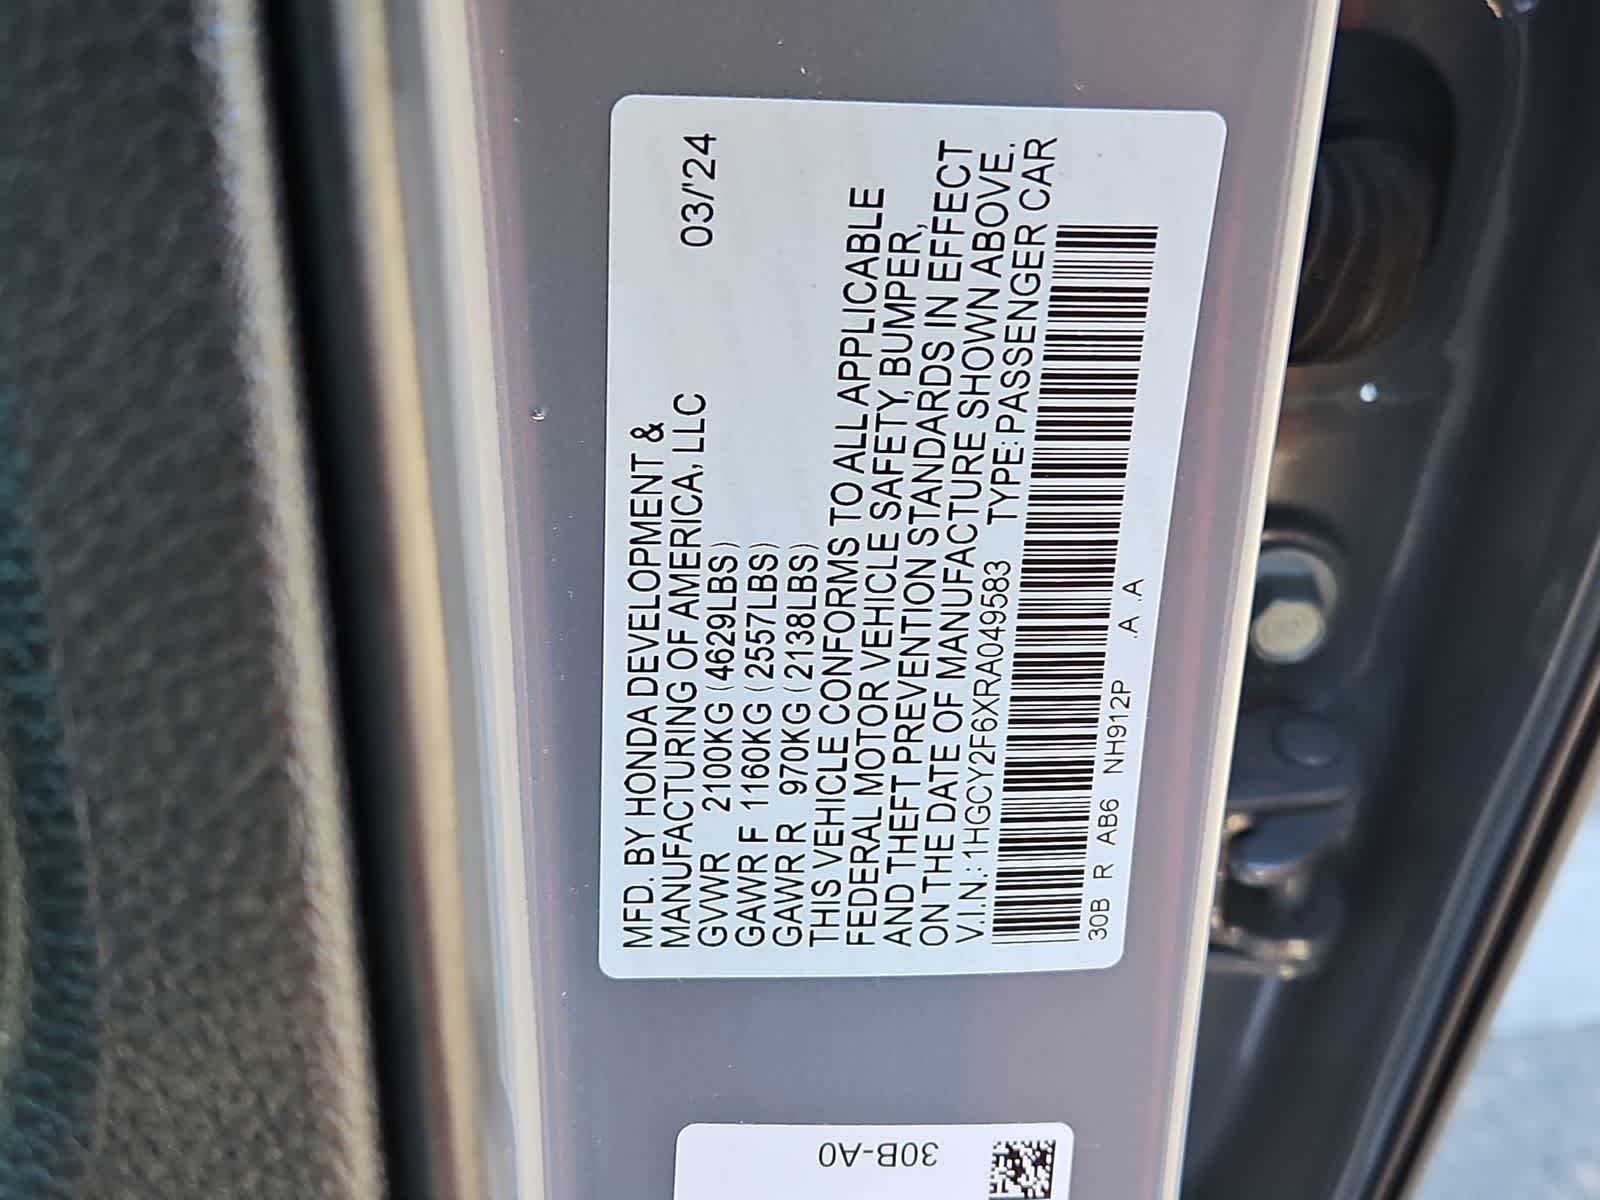 MFD. BY HONDA DEVELOPMENT &
MANUFACTURING OF AMERICA, LLC 03/'24
GVWR 2100KG (4629LBS)
GAWR F 1160KG (2557LBS)
GAWR R 970KG (2138LBS)
THIS VEHICLE CONFORMS TO ALL APPLICABLE
FEDERAL MOTOR VEHICLE SAFETY, BUMPER,
AND THEFT PREVENTION STANDARDS IN EFFECT
ON THE DATE OF MANUFACTURE SHOWN ABOVE.
V.I.N.: 1HGCY2F6XRA049583 TYPE: PASSENGER CAR
30B R AB6 NH912P .A .A
30B-A0